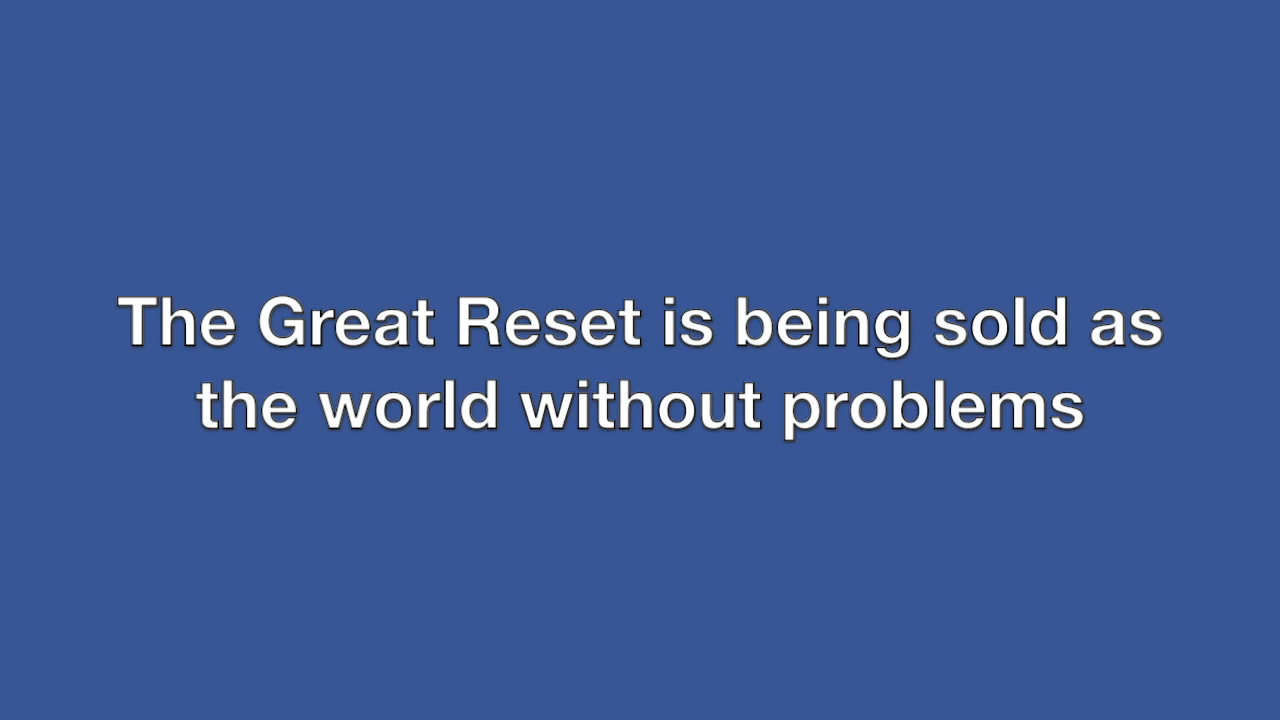 The Great Reset is being sold as
the world without problems